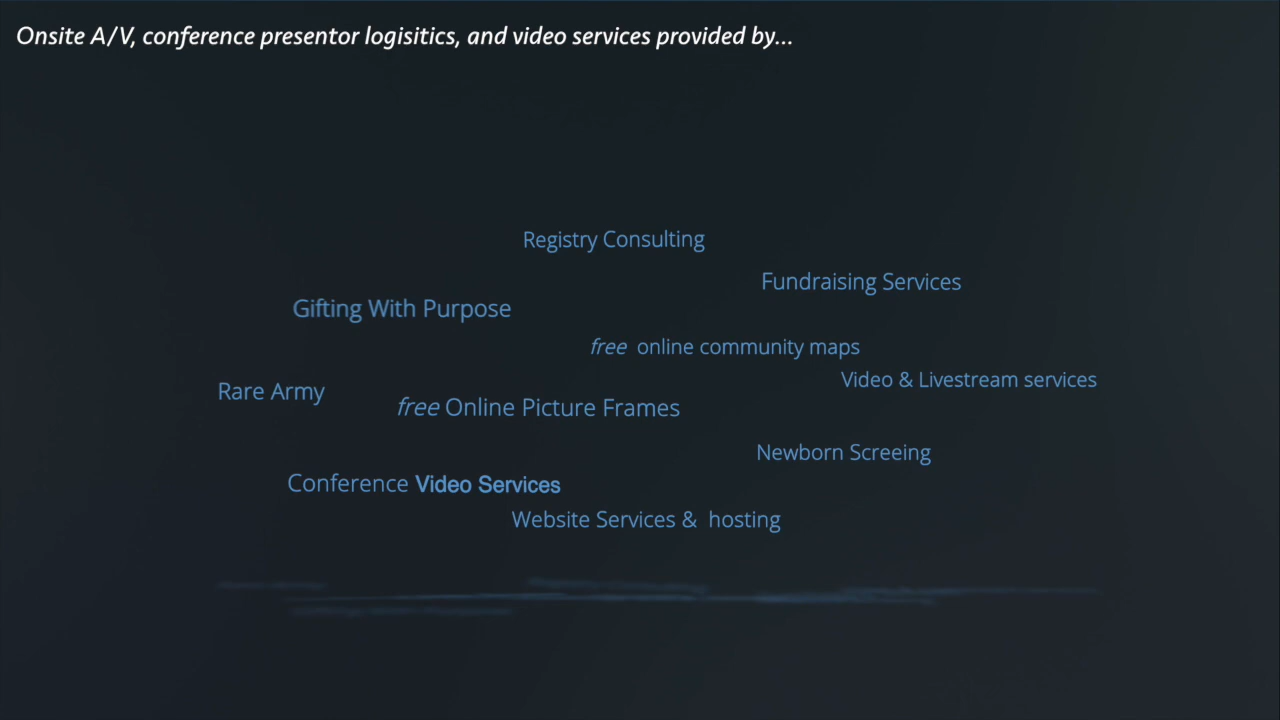 Onsite A/V, conference presentor logisitics, and video services provided by...
Registry Consulting
Fundraising Services
Gifting With Purpose
free online community maps
Video & Livestream services
Rare Army
free Online Picture Frames
Newborn Screeing
Conference Video Services
Website Services & hosting